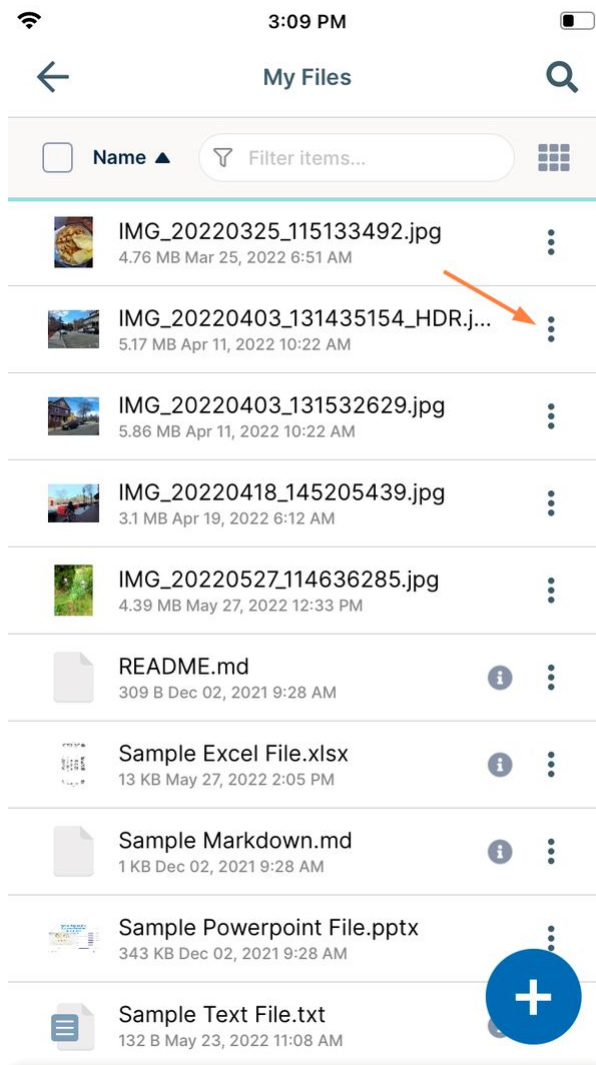 3:09 PM
My Files
Name ▲ Filter items...
IMG_20220325_115133492.jpg
4.76 MB Mar 25, 2022 6:51 AM
IMG_20220403_131435154_HDR.j...
5.17 MB Apr 11, 2022 10:22 AM
IMG_20220403_131532629.jpg
5.86 MB Apr 11, 2022 10:22 AM
IMG_20220418_145205439.jpg
3.1 MB Apr 19, 2022 6:12 AM
IMG_20220527_114636285.jpg
4.39 MB May 27, 2022 12:33 PM
README.md
309 B Dec 02, 2021 9:28 AM
Sample Excel File.xlsx
13 KB May 27, 2022 2:05 PM
Sample Markdown.md
1 KB Dec 02, 2021 9:28 AM
Sample Powerpoint File.pptx
343 KB Dec 02, 2021 9:28 AM
Sample Text File.txt
132 B May 23, 2022 11:08 AM